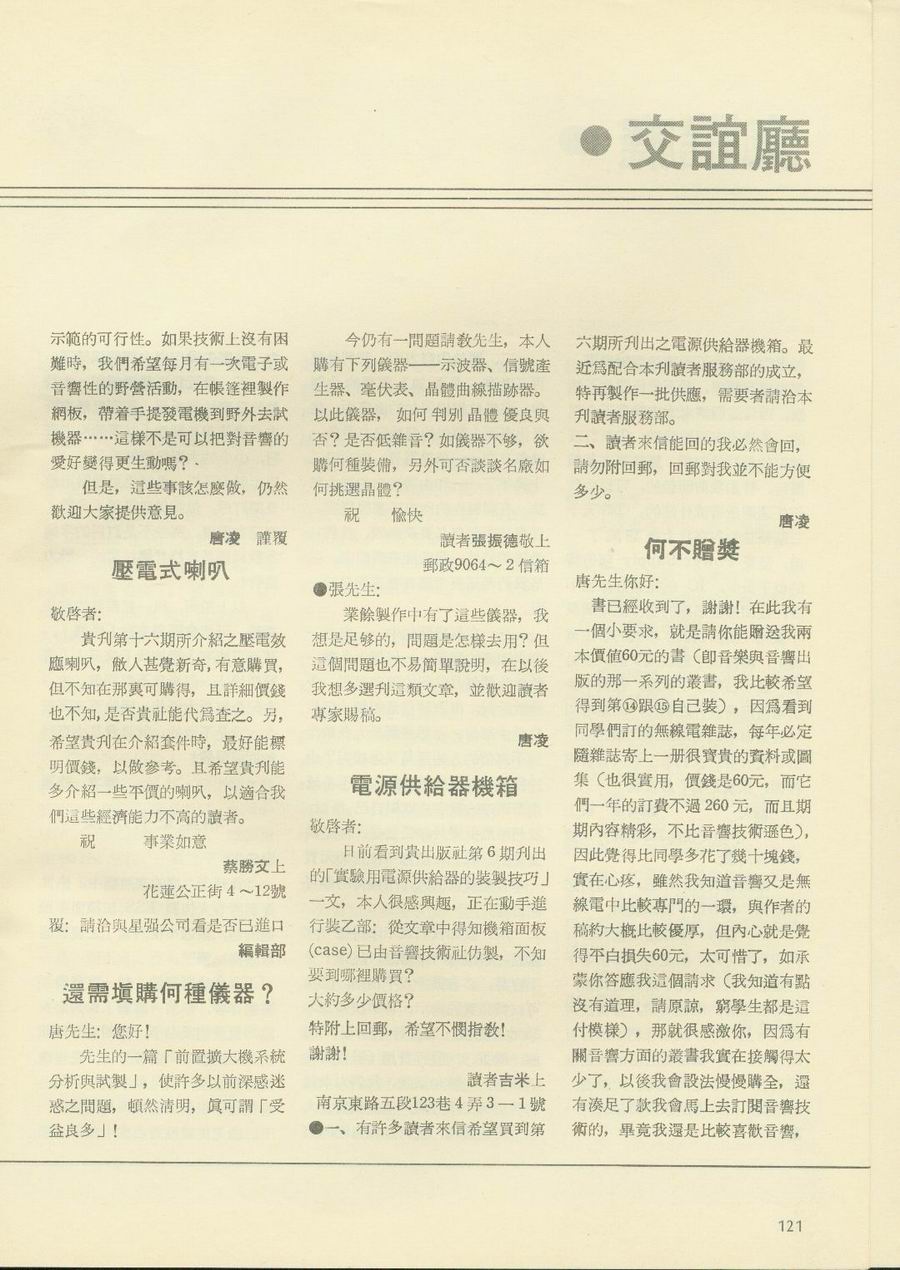 ●交誼廳
示範的可行性。如果技術上沒有困
難時，我們希望每月有一次電子或
音響性的野營活動，在帳篷裡製作
網板，帶着手提發電機到野外去試
機器……這樣不是可以把對音響的
愛好變得更生動嗎？
但是，這些事該怎麼做，仍然
歡迎大家提供意見。
唐凌　謹覆
壓電式喇叭
敬啓者：
貴刋第十六期所介紹之壓電效
應喇叭，敝人甚覺新奇，有意購買，
但不知在那裏可購得，且詳細價錢
也不知，是否貴社能代爲查之。另，
希望貴刋在介紹套件時，最好能標
明價錢，以做參考。且希望貴刋能
多介紹一些平價的喇叭，以適合我
們這些經濟能力不高的讀者。
祝　　事業如意
蔡勝文上
花蓮公正街4～12號
覆：請洽與星强公司看是否已進口
編輯部
還需塡購何種儀器？
唐先生：您好！
先生的一篇「前置擴大機系統
分析與試製」，使許多以前深感迷
惑之問題，頓然淸明，眞可謂「受
益良多」！
今仍有一問題請敎先生，本人
購有下列儀器——示波器、信號產
生器、毫伏表、晶體曲線描跡器。
以此儀器，如何判別晶體優良與
否？是否低雜音？如儀器不够，欲
購何種裝備，另外可否談談名廠如
何挑選晶體？
祝　　愉快
讀者張振德敬上
郵政9064～2信箱
●張先生：
業餘製作中有了這些儀器，我
想是足够的，問題是怎樣去用？但
這個問題也不易簡單說明，在以後
我想多選刋這類文章，並歡迎讀者
專家賜稿。
唐凌
電源供給器機箱
敬啓者：
日前看到貴出版社第6期刋出
的「實驗用電源供給器的裝製技巧」
一文，本人很感興趣，正在動手進
行裝乙部：從文章中得知機箱面板
(case)已由音響技術社仿製，不知
要到哪裡購買？
大約多少價格？
特附上回郵，希望不憫指敎！
謝謝！
讀者吉米上
南京東路五段123巷4弄3－1號
●一、有許多讀者來信希望買到第
六期所刋出之電源供給器機箱。最
近爲配合本刋讀者服務部的成立，
特再製作一批供應，需要者請洽本
刋讀者服務部。
二、讀者來信能回的我必然會回，
請勿附回郵，回郵對我並不能方便
多少。
唐凌
何不贈獎
唐先生你好：
書已經收到了，謝謝！在此我有
一個小要求，就是請你能贈送我兩
本價値60元的書（卽音樂與音響出
版的那一系列的叢書，我比較希望
得到第⑭跟⑮自己裝），因爲看到
同學們訂的無線電雜誌，每年必定
隨雜誌寄上一册很寶貴的資料或圖
集（也很實用，價錢是60元，而它
們一年的訂費不過260元，而且期
期內容精彩，不比音響技術遜色），
因此覺得比同學多花了幾十塊錢，
實在心疼，雖然我知道音響又是無
線電中比較專門的一環，與作者的
稿約大槪比較優厚，但內心就是覺
得平白損失60元，太可惜了，如承
蒙你答應我這個請求（我知道有點
沒有道理，請原諒，窮學生都是這
付模樣），那就很感激你，因爲有
關音響方面的叢書我實在接觸得太
少了，以後我會設法慢慢購全，還
有湊足了款我會馬上去訂閱音響技
術的，畢竟我還是比較喜歡音響，
121